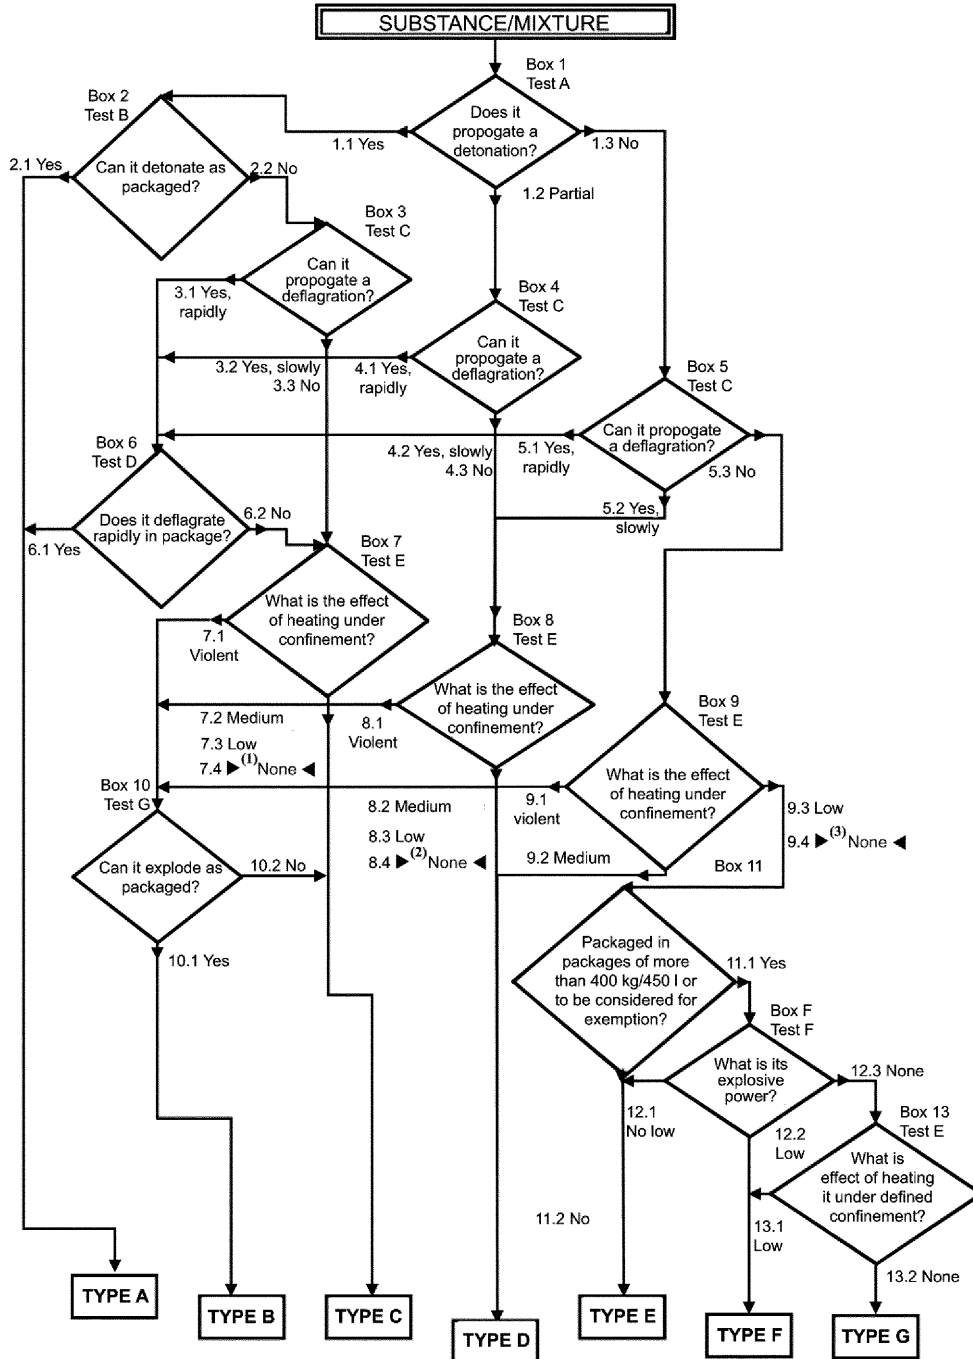 SUBSTANCE/MIXTURE
Box 1
Test A
Does it
propogate a
detonation?
1.1 Yes
1.3 No
1.2 Partial
Box 2
Test B
Can it detonate as
packaged?
2.1 Yes
2.2 No
Box 3
Test C
Can it
propogate a
deflagration?
3.1 Yes,
rapidly
3.2 Yes, slowly
3.3 No
Box 4
Test C
Can it
propogate a
deflagration?
4.1 Yes,
rapidly
4.2 Yes, slowly
4.3 No
Box 5
Test C
Can it propogate
a deflagration?
5.1 Yes,
rapidly
5.3 No
5.2 Yes,
slowly
Box 6
Test D
Does it deflagrate
rapidly in package?
6.1 Yes
6.2 No
Box 7
Test E
What is the effect
of heating under
confinement?
7.1
Violent
7.2 Medium
7.3 Low
7.4 ►(1) None ◄
Box 8
Test E
What is the effect
of heating under
confinement?
8.1
Violent
8.2 Medium
8.3 Low
8.4 ►(2) None ◄
Box 9
Test E
What is the effect
of heating under
confinement?
9.1
violent
9.2 Medium
9.3 Low
9.4 ►(3) None ◄
Box 10
Test G
Can it explode as
packaged?
10.2 No
10.1 Yes
Box 11
Packaged in
packages of more
than 400 kg/450 l or
to be considered for
exemption?
11.1 Yes
11.2 No
Box F
Test F
What is its
explosive
power?
12.1
No low
12.2
Low
12.3 None
Box 13
Test E
What is
effect of heating
it under defined
confinement?
13.1
Low
13.2 None
TYPE A
TYPE B
TYPE C
TYPE D
TYPE E
TYPE F
TYPE G